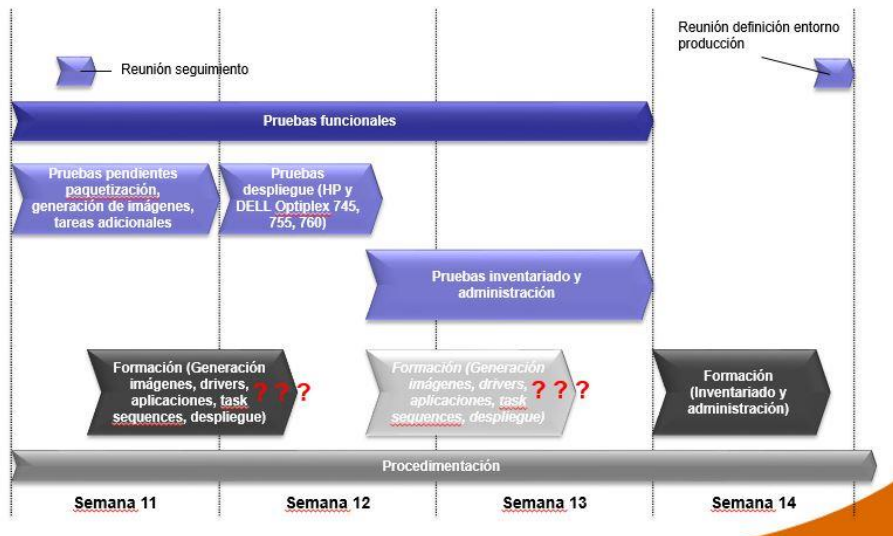 Reunión definición entorno
producción
Reunión seguimiento
Pruebas funcionales
Pruebas pendientes
paquetización,
generación de imágenes,
tareas adicionales
Pruebas
despliegue (HP y
DELL Optiplex 745,
755, 760)
Pruebas inventariado y
administración
Formación (Generación
imágenes, drivers,
aplicaciones, task
sequences, despliegue)
? ? ?
Formación (Generación
imágenes, drivers,
aplicaciones, task
sequences, despliegue)
? ? ?
Formación
(Inventariado y
administración)
Procedimentación
Semana 11
Semana 12
Semana 13
Semana 14